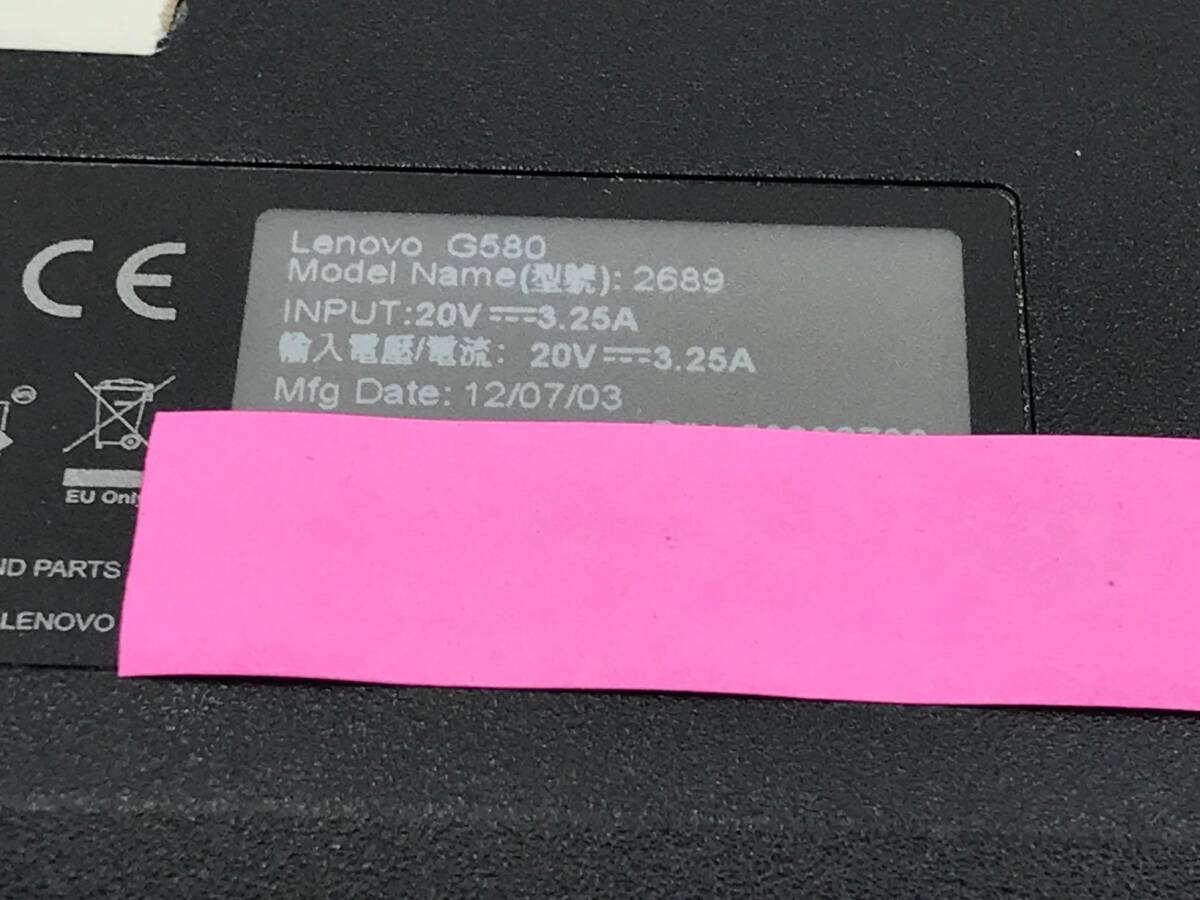 Lenovo G580
Model Name(型號): 2689
INPUT:20V⎓3.25A
輸入電壓/電流: 20V⎓3.25A
Mfg Date: 12/07/03
CE
EU Only
ND PARTS
LENOVO